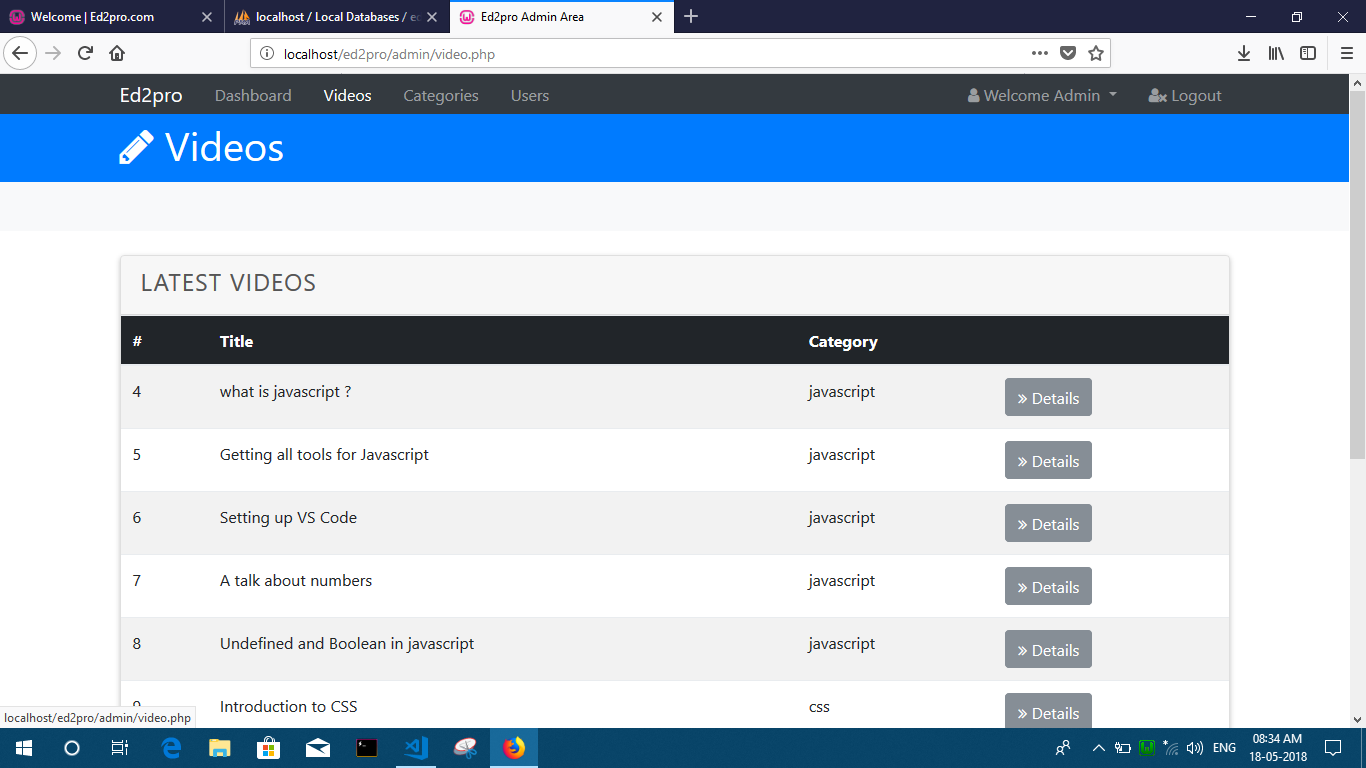 Welcome | Ed2pro.com
localhost / Local Databases / ed
Ed2pro Admin Area
localhost/ed2pro/admin/video.php
Ed2pro Dashboard Videos Categories Users Welcome Admin Logout
Videos
LATEST VIDEOS
# Title Category
4 what is javascript ? javascript » Details
5 Getting all tools for Javascript javascript » Details
6 Setting up VS Code javascript » Details
7 A talk about numbers javascript » Details
8 Undefined and Boolean in javascript javascript » Details
9 Introduction to CSS css » Details
localhost/ed2pro/admin/video.php
ENG 08:34 AM
18-05-2018